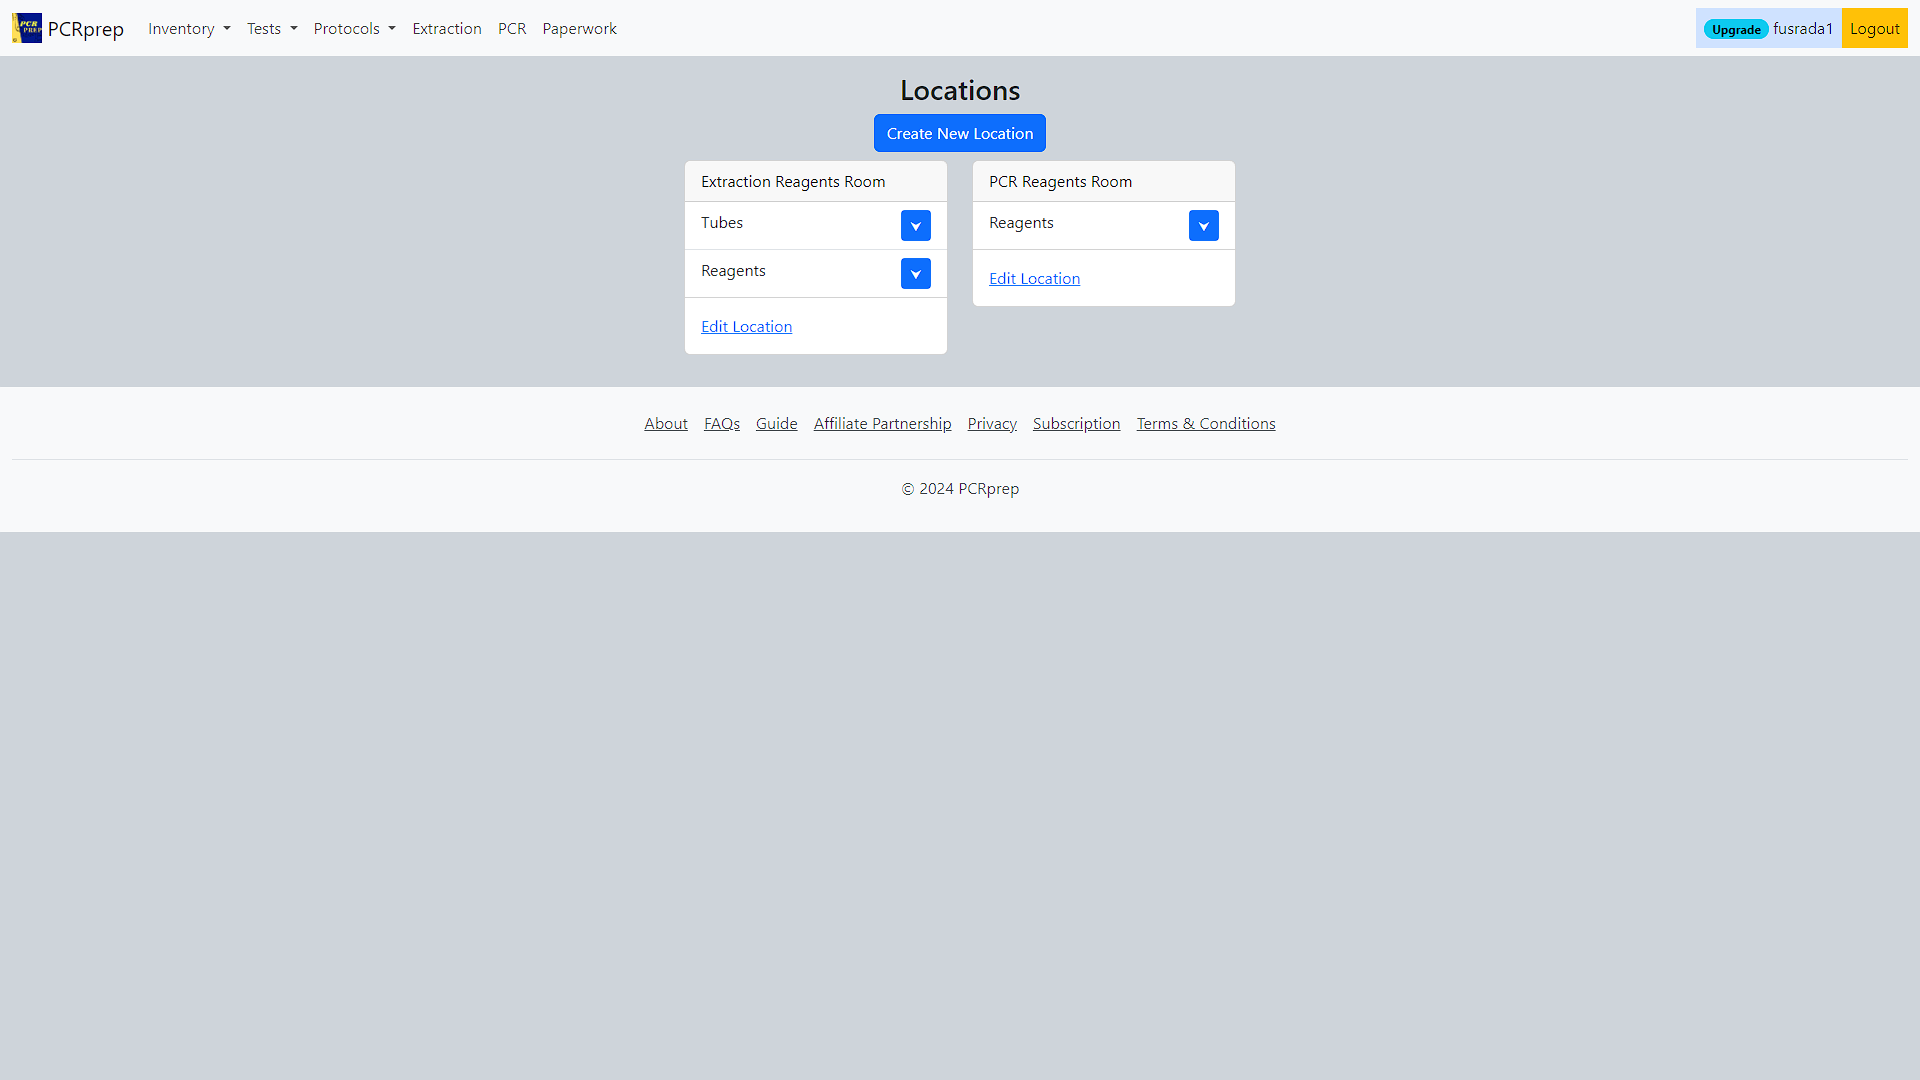 PCR PREP PCRprep Inventory Tests Protocols Extraction PCR Paperwork Upgrade fusrada1 Logout
Locations
Create New Location
Extraction Reagents Room
Tubes
Reagents
Edit Location
PCR Reagents Room
Reagents
Edit Location
About FAQs Guide Affiliate Partnership Privacy Subscription Terms & Conditions
© 2024 PCRprep